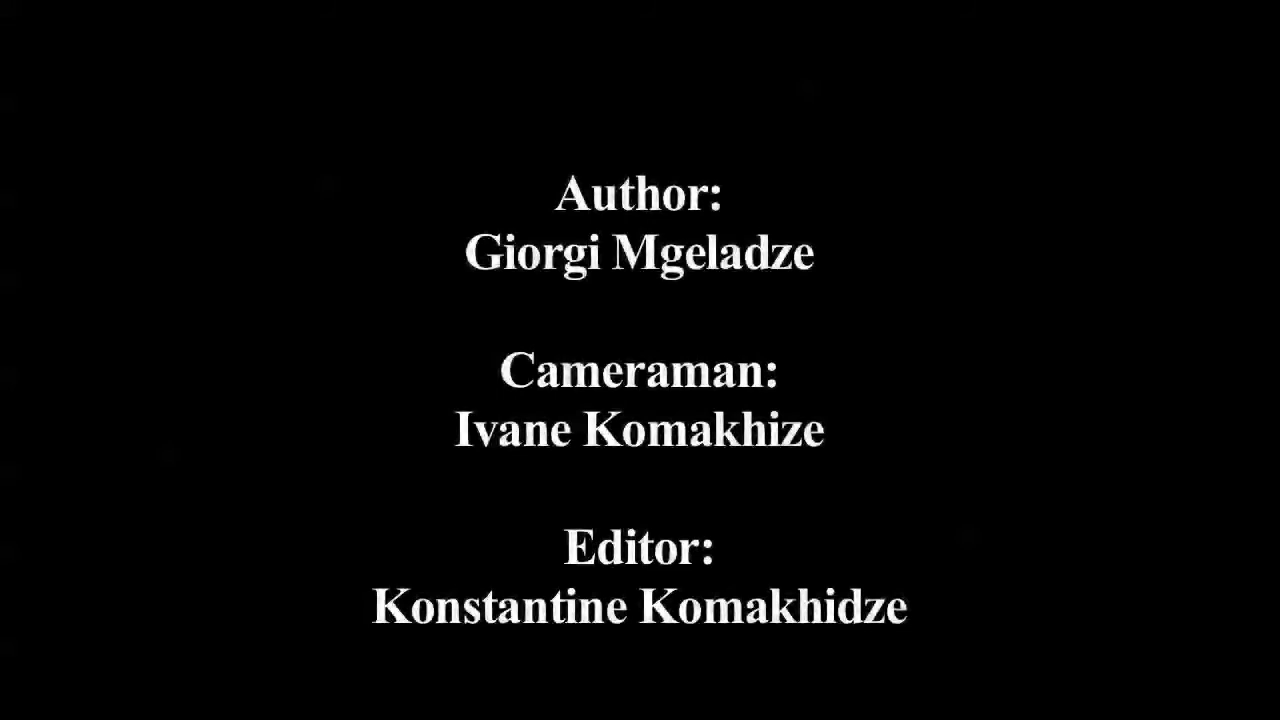 Author:
Giorgi Mgeladze
Cameraman:
Ivane Komakhize
Editor:
Konstantine Komakhidze